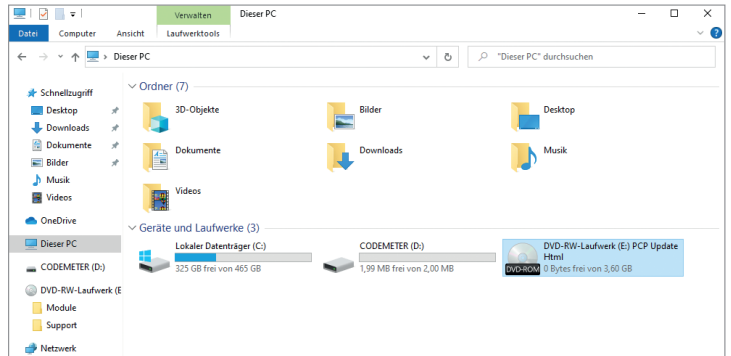 Verwalten
Dieser PC
Datei
Computer
Ansicht
Laufwerktools
Dieser PC
"Dieser PC" durchsuchen
Schnellzugriff
Desktop
Downloads
Dokumente
Bilder
Musik
Videos
OneDrive
Dieser PC
CODEMETER (D:)
DVD-RW-Laufwerk (E
Module
Support
Netzwerk
Ordner (7)
3D-Objekte
Bilder
Desktop
Dokumente
Downloads
Musik
Videos
Geräte und Laufwerke (3)
Lokaler Datenträger (C:)
325 GB frei von 465 GB
CODEMETER (D:)
1,99 MB frei von 2,00 MB
DVD-RW-Laufwerk (E:) PCP Update
Html
DVD-ROM
0 Bytes frei von 3,60 GB